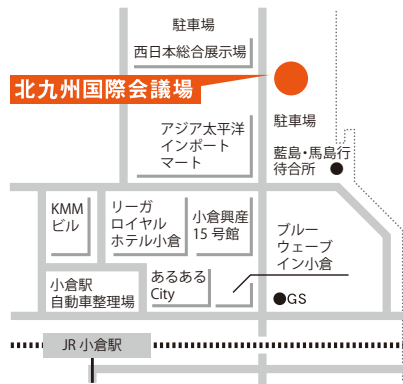 駐車場
西日本総合展示場
北九州国際会議場
駐車場
アジア太平洋
インポート
マート
藍島・馬島行
待合所
KMM
ビル
リーガ
ロイヤル
ホテル小倉
小倉興産
15号館
ブルー
ウェーブ
イン小倉
小倉駅
自動車整理場
あるある
City
GS
JR 小倉駅